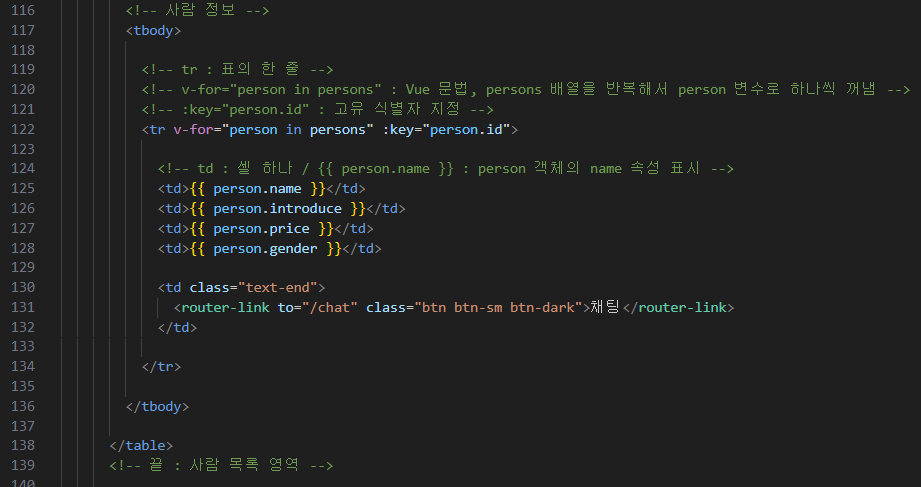 116 <!-- 사람 정보 -->
117 <tbody>
118
119 <!-- tr : 표의 한 줄 -->
120 <!-- v-for="person in persons" : Vue 문법, persons 배열을 반복해서 person 변수로 하나씩 꺼냄 -->
121 <!-- :key="person.id" : 고유 식별자 지정 -->
122 <tr v-for="person in persons" :key="person.id">
123
124 <!-- td : 셀 하나 / {{ person.name }} : person 객체의 name 속성 표시 -->
125 <td>{{ person.name }}</td>
126 <td>{{ person.introduce }}</td>
127 <td>{{ person.price }}</td>
128 <td>{{ person.gender }}</td>
129
130 <td class="text-end">
131 <router-link to="/chat" class="btn btn-sm btn-dark">채팅</router-link>
132 </td>
133
134 </tr>
135
136 </tbody>
137
138 </table>
139 <!-- 끝 : 사람 목록 영역 -->
140